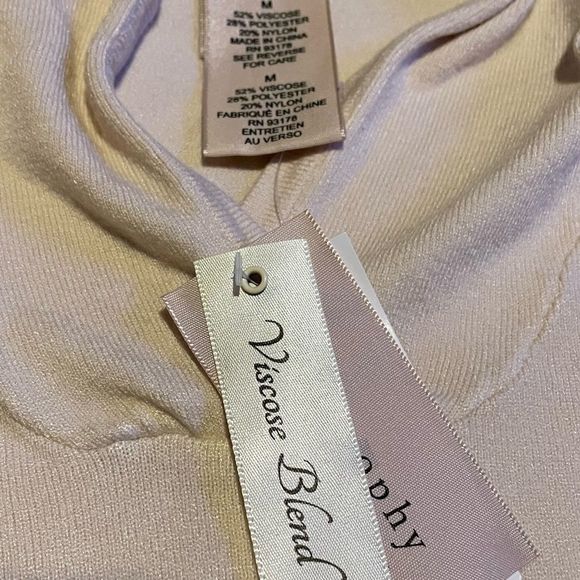 M
52% VISCOSE
28% POLYESTER
20% NYLON
MADE IN CHINA
RN 93178
SEE REVERSE
FOR CARE
M
52% VISCOSE
28% POLYESTER
20% NYLON
FABRIQUÉ EN CHINE
RN 93178
ENTRETIEN
AU VERSO
Viscose Blend
ophy